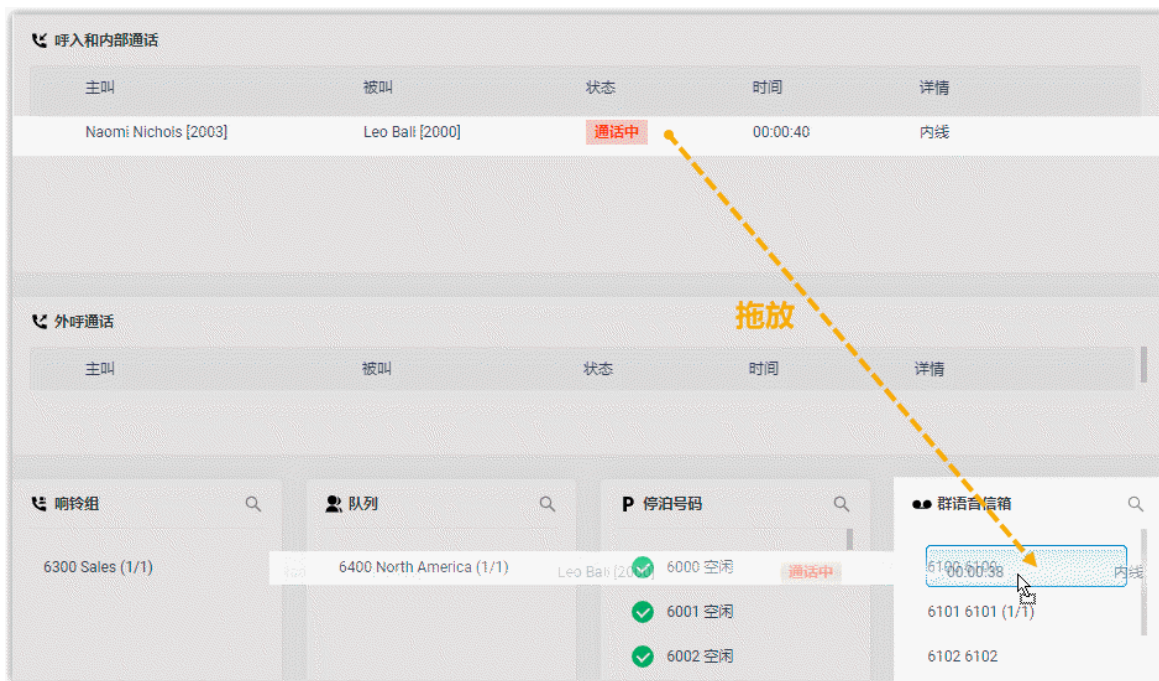 呼入和内部通话
主叫 被叫 状态 时间 详情
Naomi Nichols [2003] Leo Ball [2000] 通话中 00:00:40 内线
拖放
外呼通话
主叫 被叫 状态 时间 详情
响铃组 队列 P 停泊号码 群语音信箱
6300 Sales (1/1) 6400 North America (1/1) Leo Ball [2000] 6000 空闲 通话中 6100 6100 00:00:38 内线
6001 空闲 6101 6101 (1/1)
6002 空闲 6102 6102